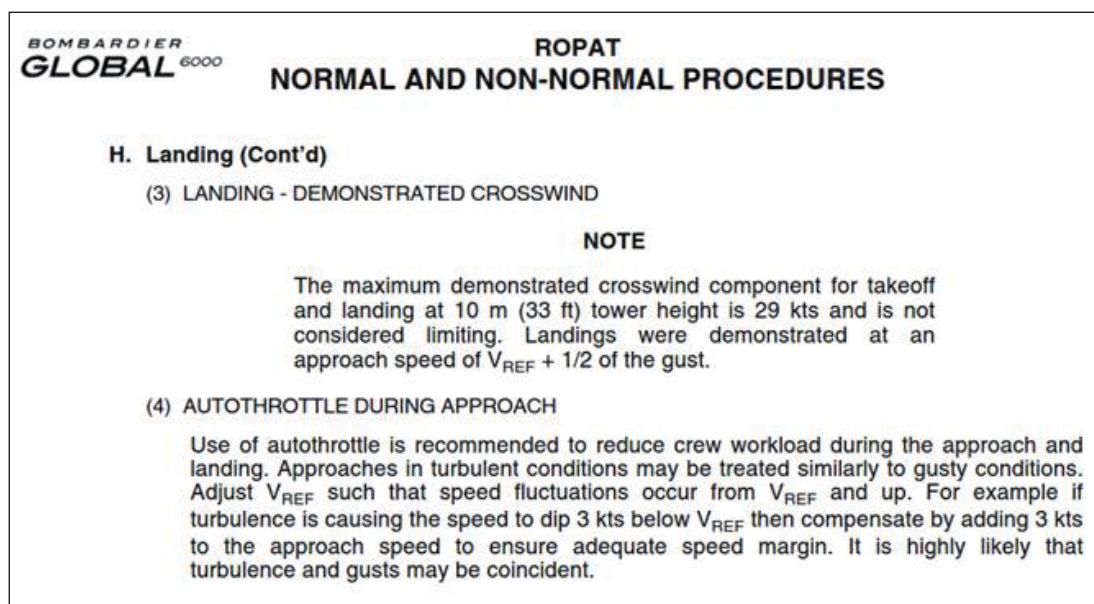 BOMBARDIER
GLOBAL 6000
ROPAT
NORMAL AND NON-NORMAL PROCEDURES
H. Landing (Cont'd)
(3) LANDING - DEMONSTRATED CROSSWIND
NOTE
The maximum demonstrated crosswind component for takeoff
and landing at 10 m (33 ft) tower height is 29 kts and is not
considered limiting. Landings were demonstrated at an
approach speed of VREF + 1/2 of the gust.
(4) AUTOTHROTTLE DURING APPROACH
Use of autothrottle is recommended to reduce crew workload during the approach and
landing. Approaches in turbulent conditions may be treated similarly to gusty conditions.
Adjust VREF such that speed fluctuations occur from VREF and up. For example if
turbulence is causing the speed to dip 3 kts below VREF then compensate by adding 3 kts
to the approach speed to ensure adequate speed margin. It is highly likely that
turbulence and gusts may be coincident.